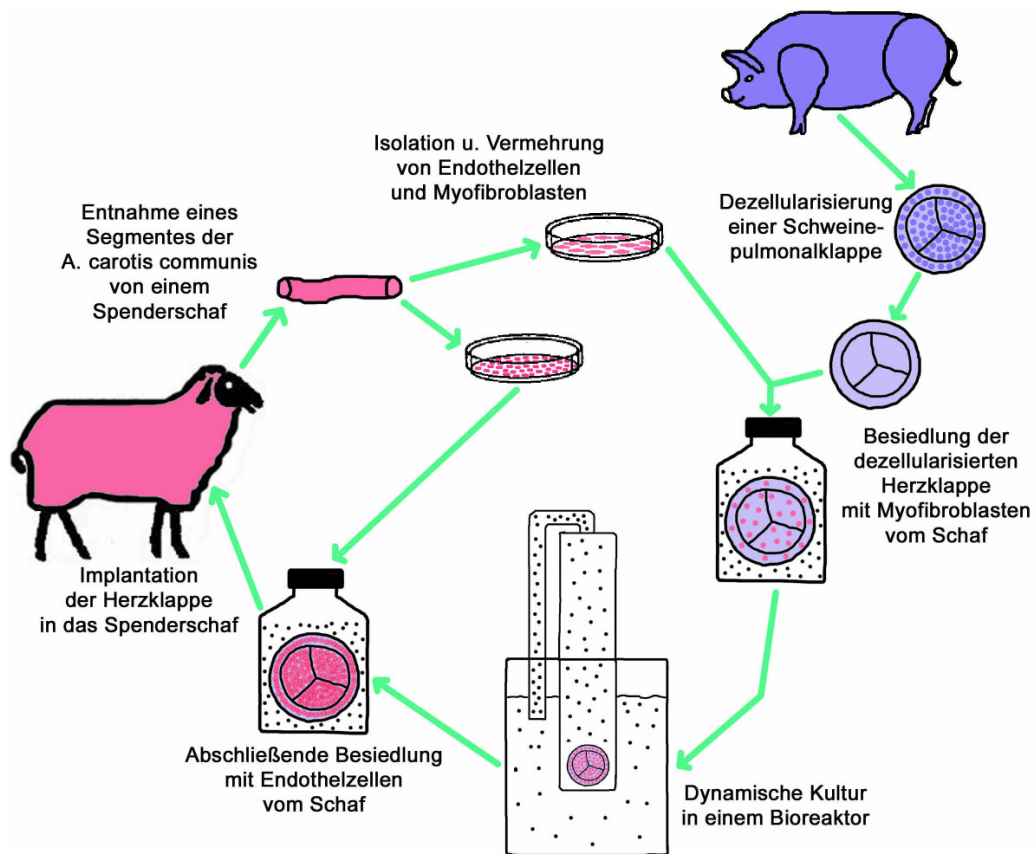 Isolation u. Vermehrung
von Endothelzellen
und Myofibroblasten
Entnahme eines
Segmentes der
A. carotis communis
von einem
Spenderschaf
Dezellularisierung
einer Schweine-
pulmonalklappe
Besiedlung der
dezellularisierten
Herzklappe
mit Myofibroblasten
vom Schaf
Implantation
der Herzklappe
in das Spenderschaf
Abschließende Besiedlung
mit Endothelzellen
vom Schaf
Dynamische Kultur
in einem Bioreaktor